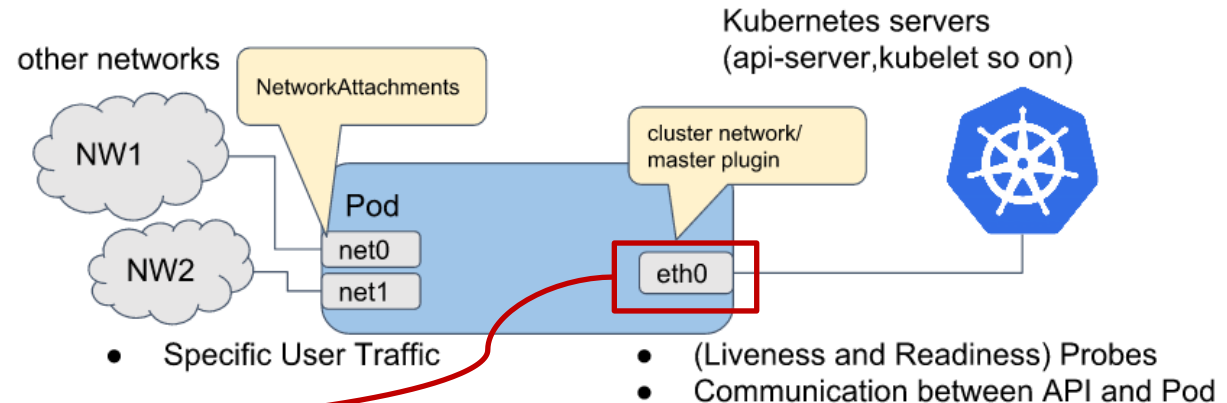 Kubernetes servers
(api-server,kubelet so on)
other networks
NetworkAttachments
cluster network/
master plugin
NW1
Pod
net0
eth0
NW2
net1
● Specific User Traffic
● (Liveness and Readiness) Probes
● Communication between API and Pod